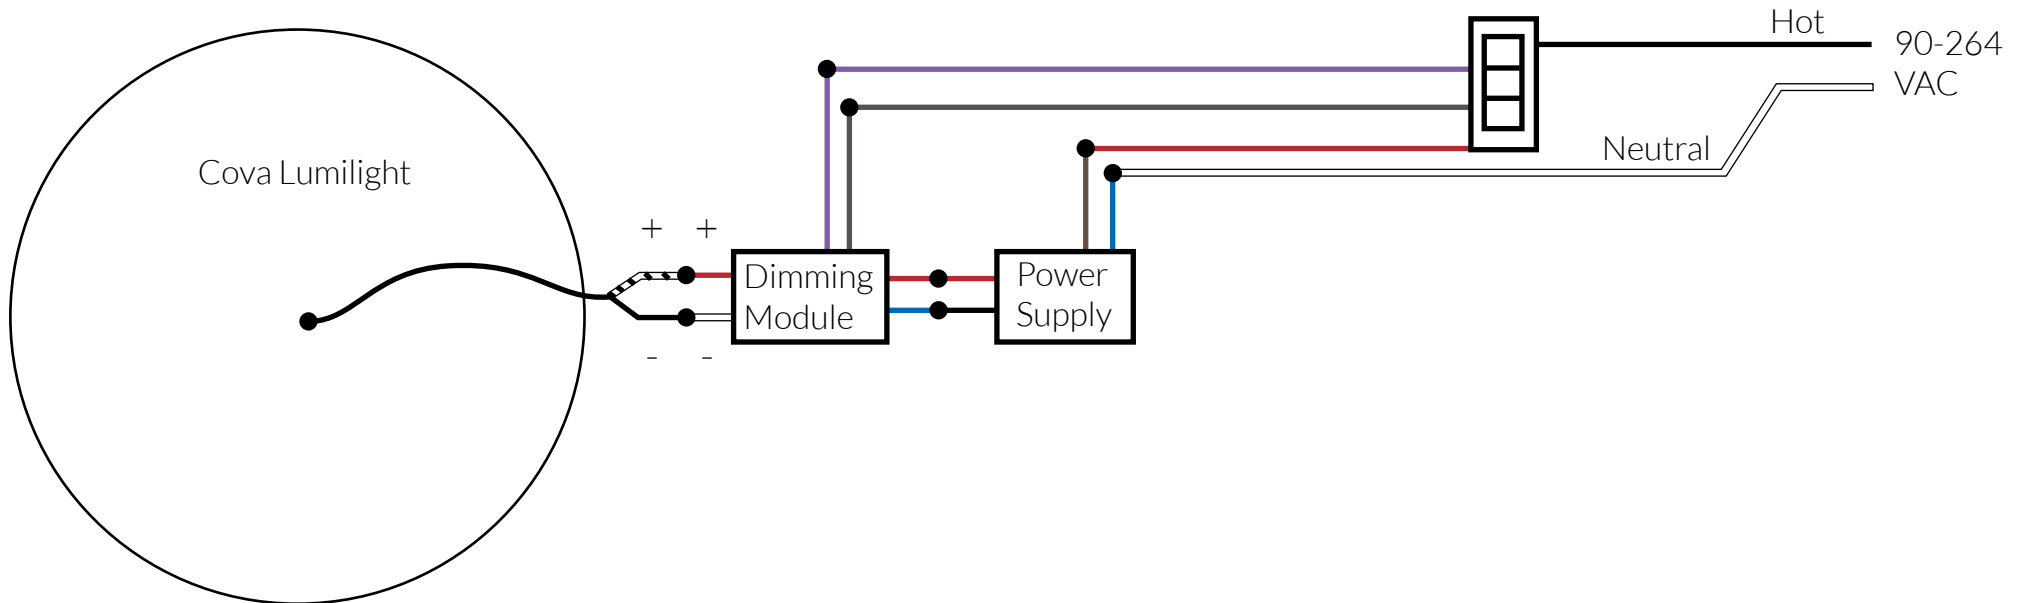 Hot
90-264
VAC
Neutral
Cova Lumilight
+ +
Dimming
Module
Power
Supply
- -